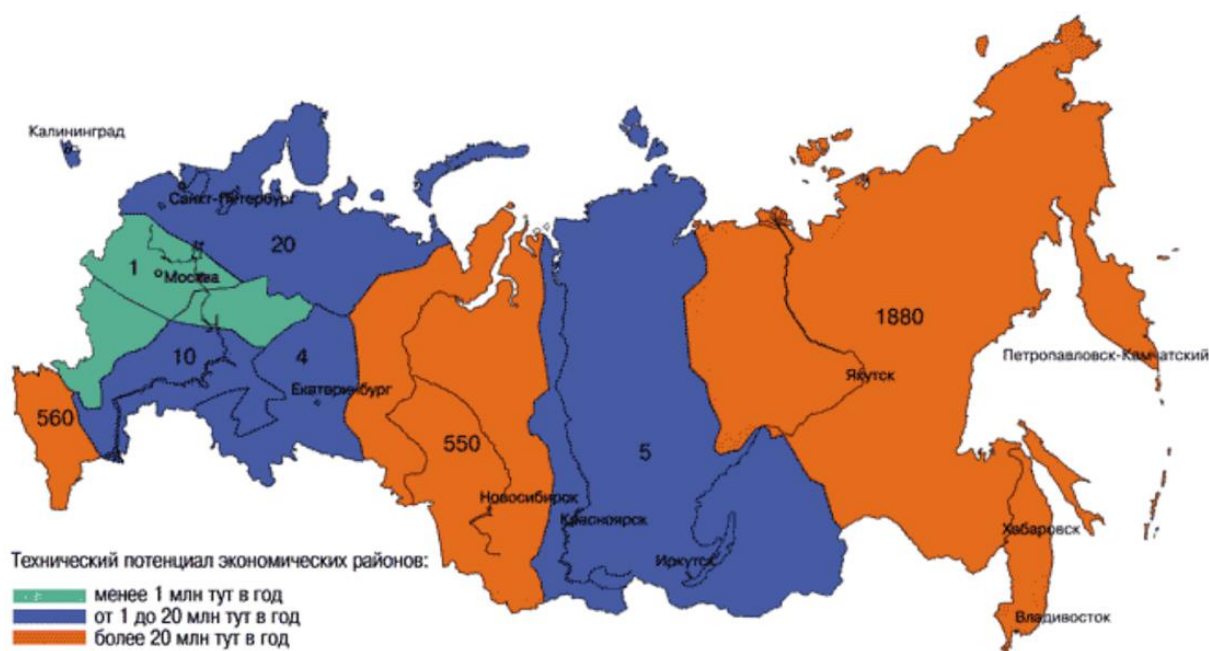 Калининград
Санкт-Петербург
20
1
Москва
1880
Петропавловск-Камчатский
10
4
Якутск
Екатеринбург
560
550
5
Новосибирск
Красноярск
Хабаровск
Иркутск
Владивосток
Технический потенциал экономических районов:
менее 1 млн тут в год
от 1 до 20 млн тут в год
более 20 млн тут в год